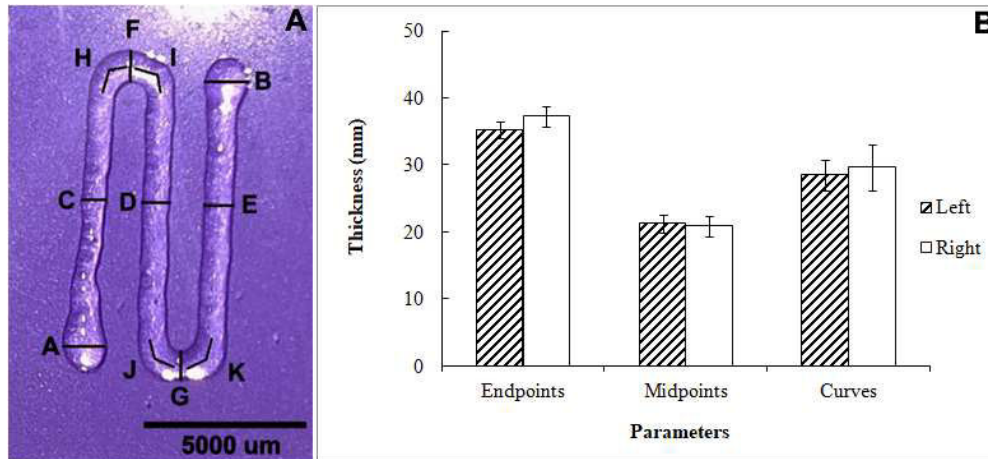 A
F
H
I
B
C
D
E
A
J
K
G
5000 um
B
50
40
30
20
10
0
Thickness (mm)
Endpoints
Midpoints
Curves
Parameters
Left
Right